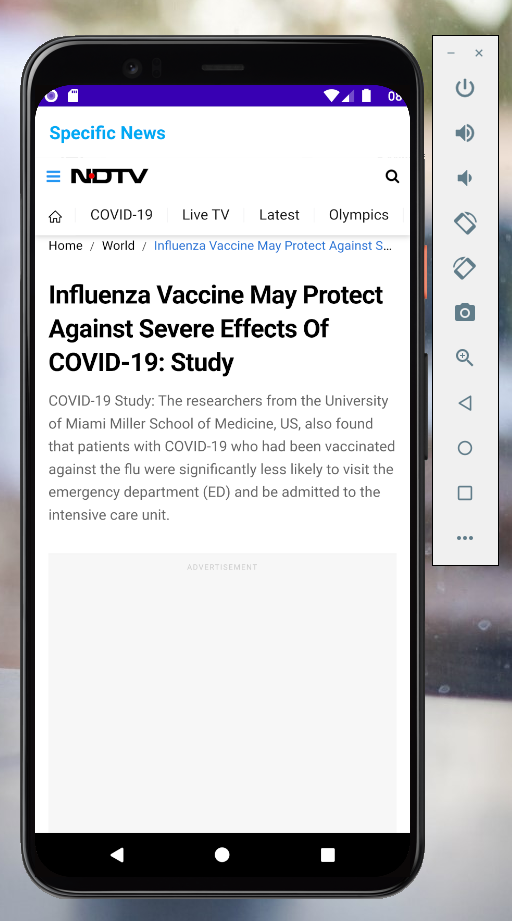 08
Specific News
NDTV
COVID-19 Live TV Latest Olympics
Home / World / Influenza Vaccine May Protect Against S...
Influenza Vaccine May Protect
Against Severe Effects Of
COVID-19: Study
COVID-19 Study: The researchers from the University
of Miami Miller School of Medicine, US, also found
that patients with COVID-19 who had been vaccinated
against the flu were significantly less likely to visit the
emergency department (ED) and be admitted to the
intensive care unit.
ADVERTISEMENT